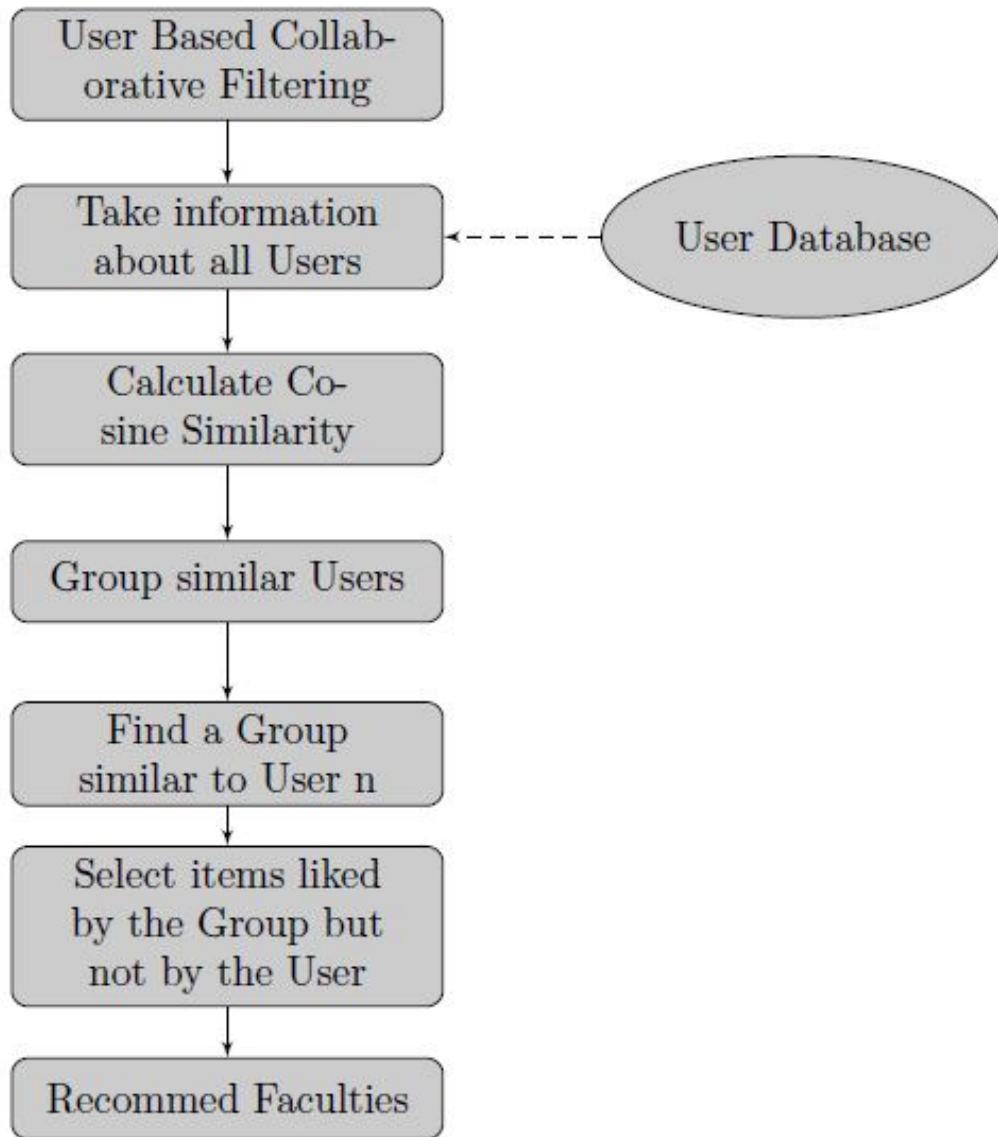 User Based Collab-
orative Filtering
Take information
about all Users
User Database
Calculate Co-
sine Similarity
Group similar Users
Find a Group
similar to User n
Select items liked
by the Group but
not by the User
Recommed Faculties